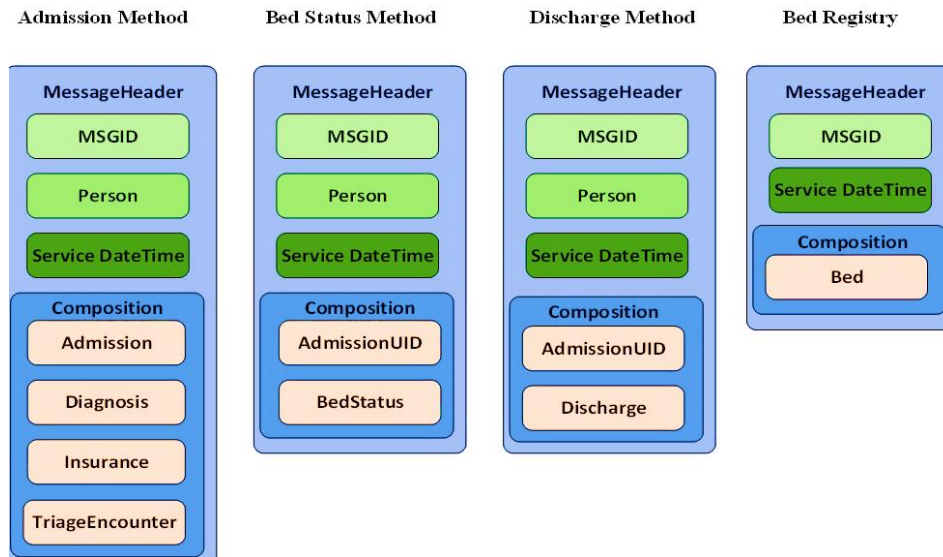 Admission Method
MessageHeader
MSGID
Person
Service DateTime
Composition
Admission
Diagnosis
Insurance
TriageEncounter
Bed Status Method
MessageHeader
MSGID
Person
Service DateTime
Composition
AdmissionUID
BedStatus
Discharge Method
MessageHeader
MSGID
Person
Service DateTime
Composition
AdmissionUID
Discharge
Bed Registry
MessageHeader
MSGID
Service DateTime
Composition
Bed